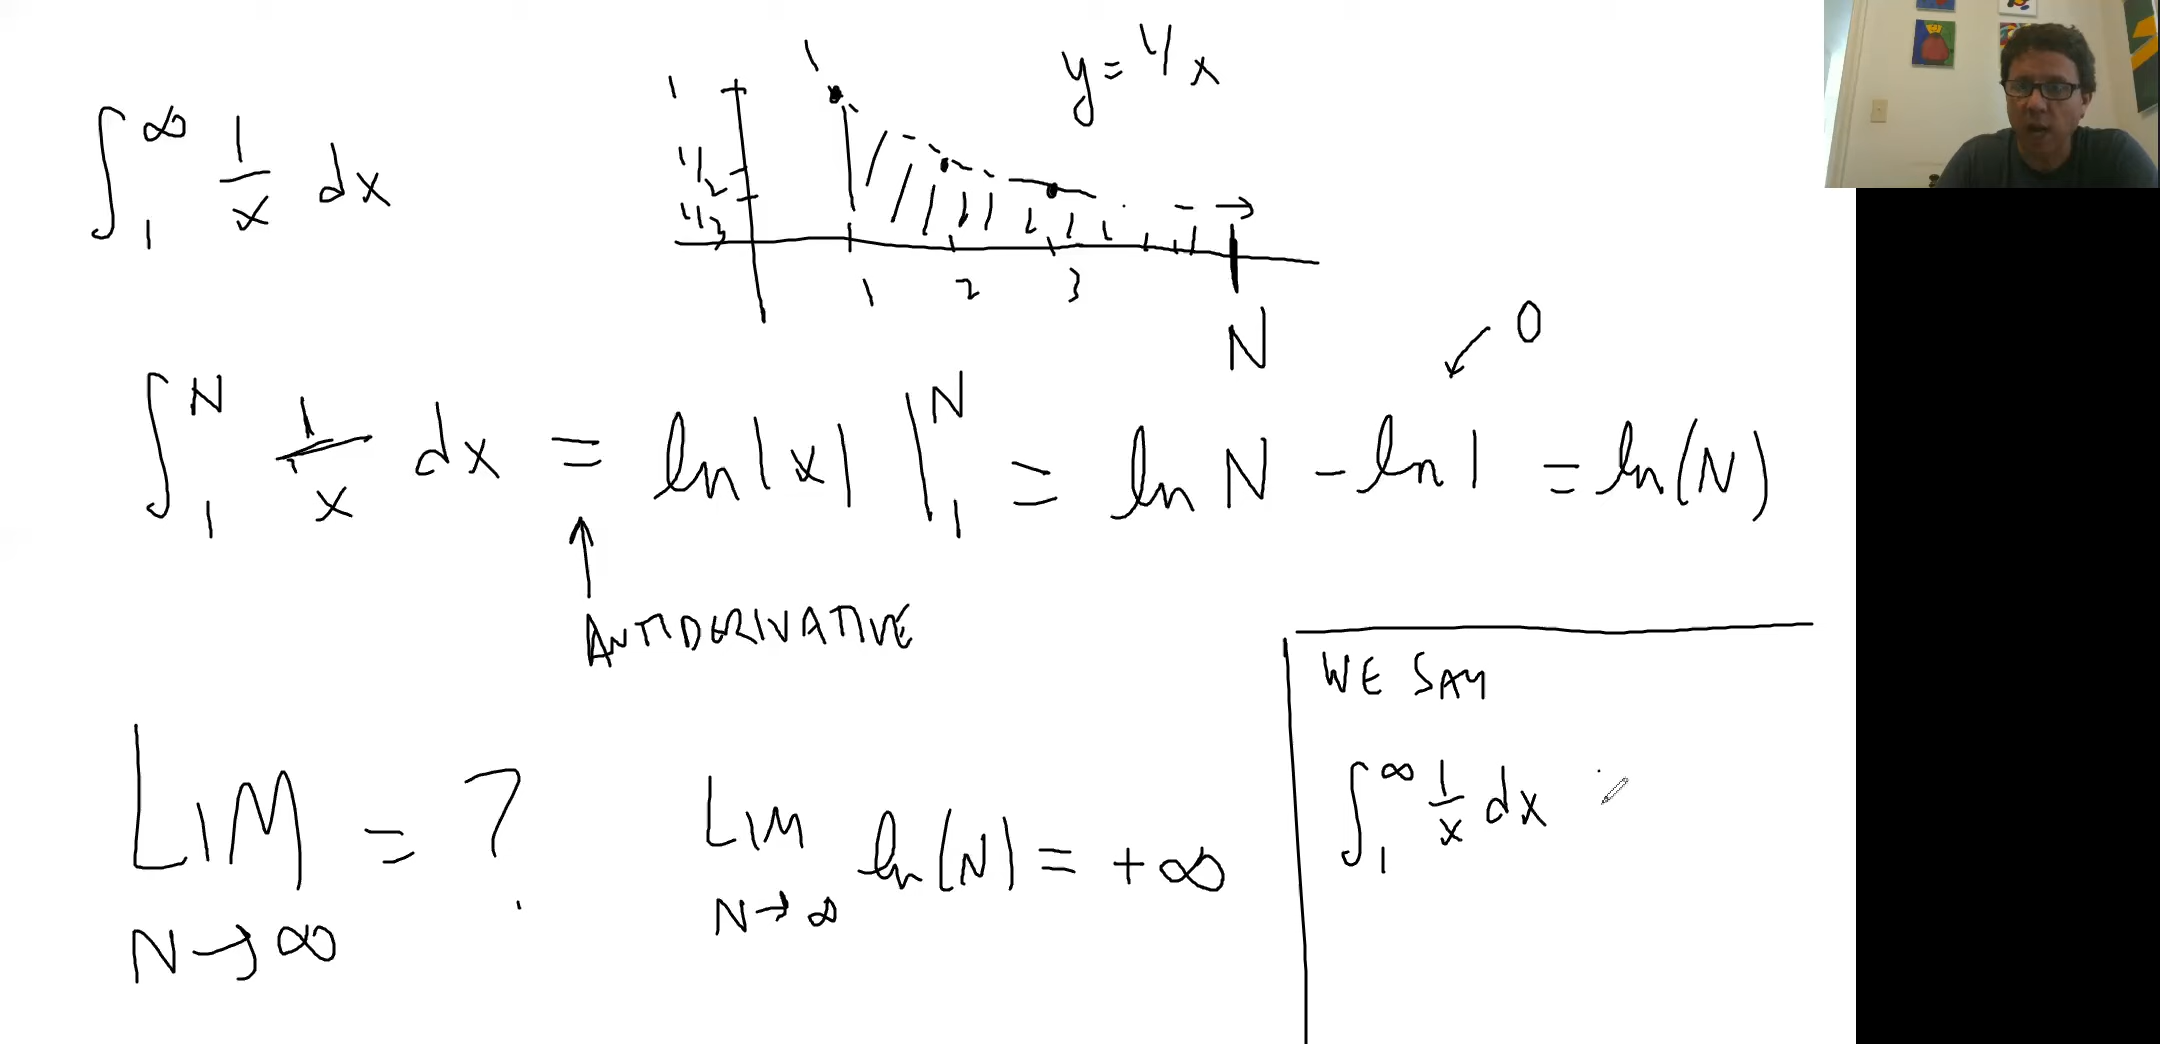 ∫₁^∞ 1/x dx
1
1
1/2
1/3
y = 1/x
1 2 3
N
0
∫₁^N 1/x dx = ln|x| |₁^N = ln N - ln 1 = ln(N)
ANTIDERIVATIVE
LIM = ?
N→∞
LIM ln(N) = +∞
N→∞
WE SAY
∫₁^∞ 1/x dx